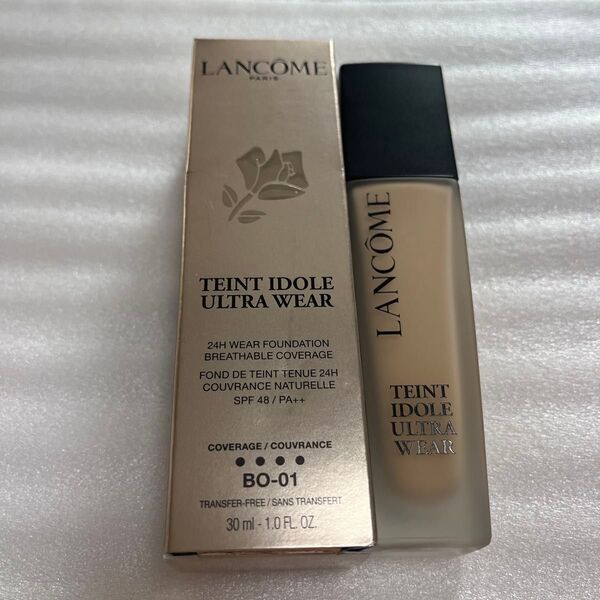 LANCÔME
PARIS
TEINT IDOLE
ULTRA WEAR
24H WEAR FOUNDATION
BREATHABLE COVERAGE
FOND DE TEINT TENUE 24H
COUVRANCE NATURELLE
SPF 48 / PA++
COVERAGE / COUVRANCE
BO-01
TRANSFER-FREE / SANS TRANSFERT
30 ml - 1.0 FL. OZ.
LANCÔME
TEINT
IDOLE
ULTRA
WEAR